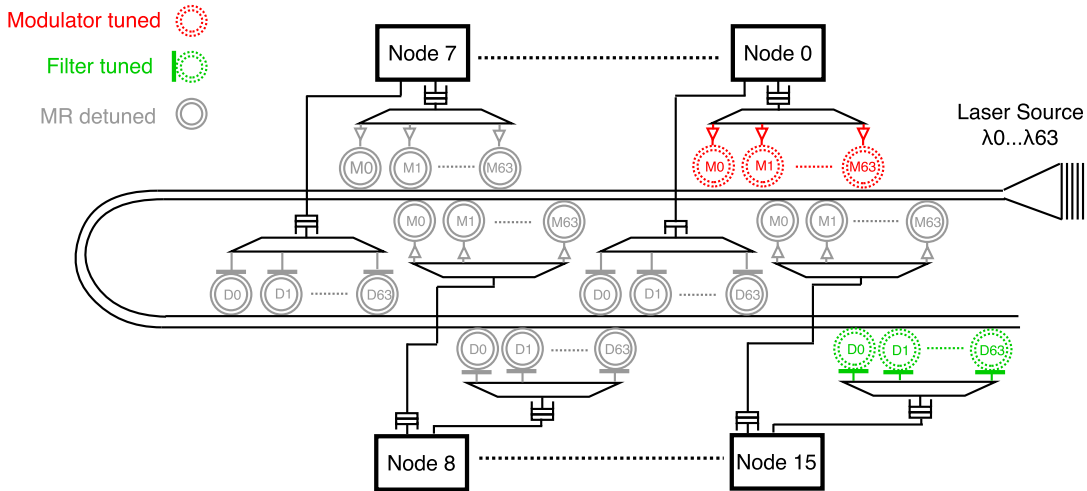 Modulator tuned
Filter tuned
MR detuned
Node 7
Node 0
Laser Source
λ0...λ63
M0 M1 M63
M0 M1 M63
M0 M1 M63
M0 M1 M63
D0 D1 D63
D0 D1 D63
D0 D1 D63
D0 D1 D63
Node 8
Node 15